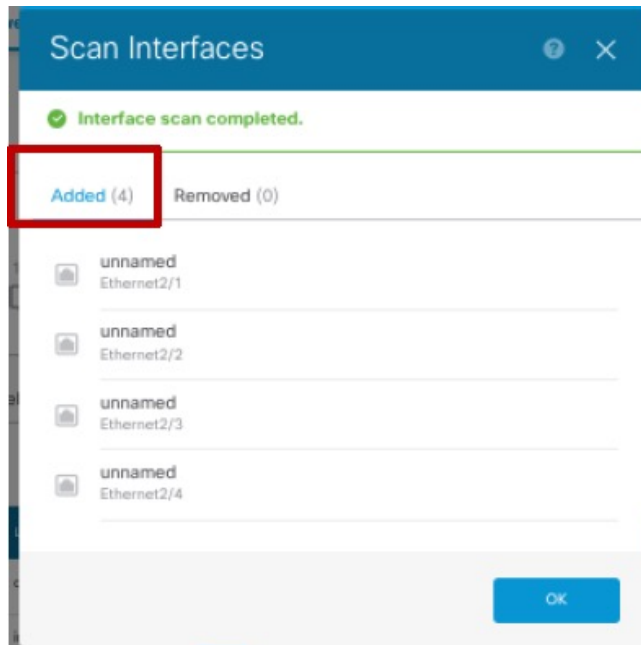 Scan Interfaces
Interface scan completed.
Added (4) Removed (0)
unnamed
Ethernet2/1
unnamed
Ethernet2/2
unnamed
Ethernet2/3
unnamed
Ethernet2/4
OK